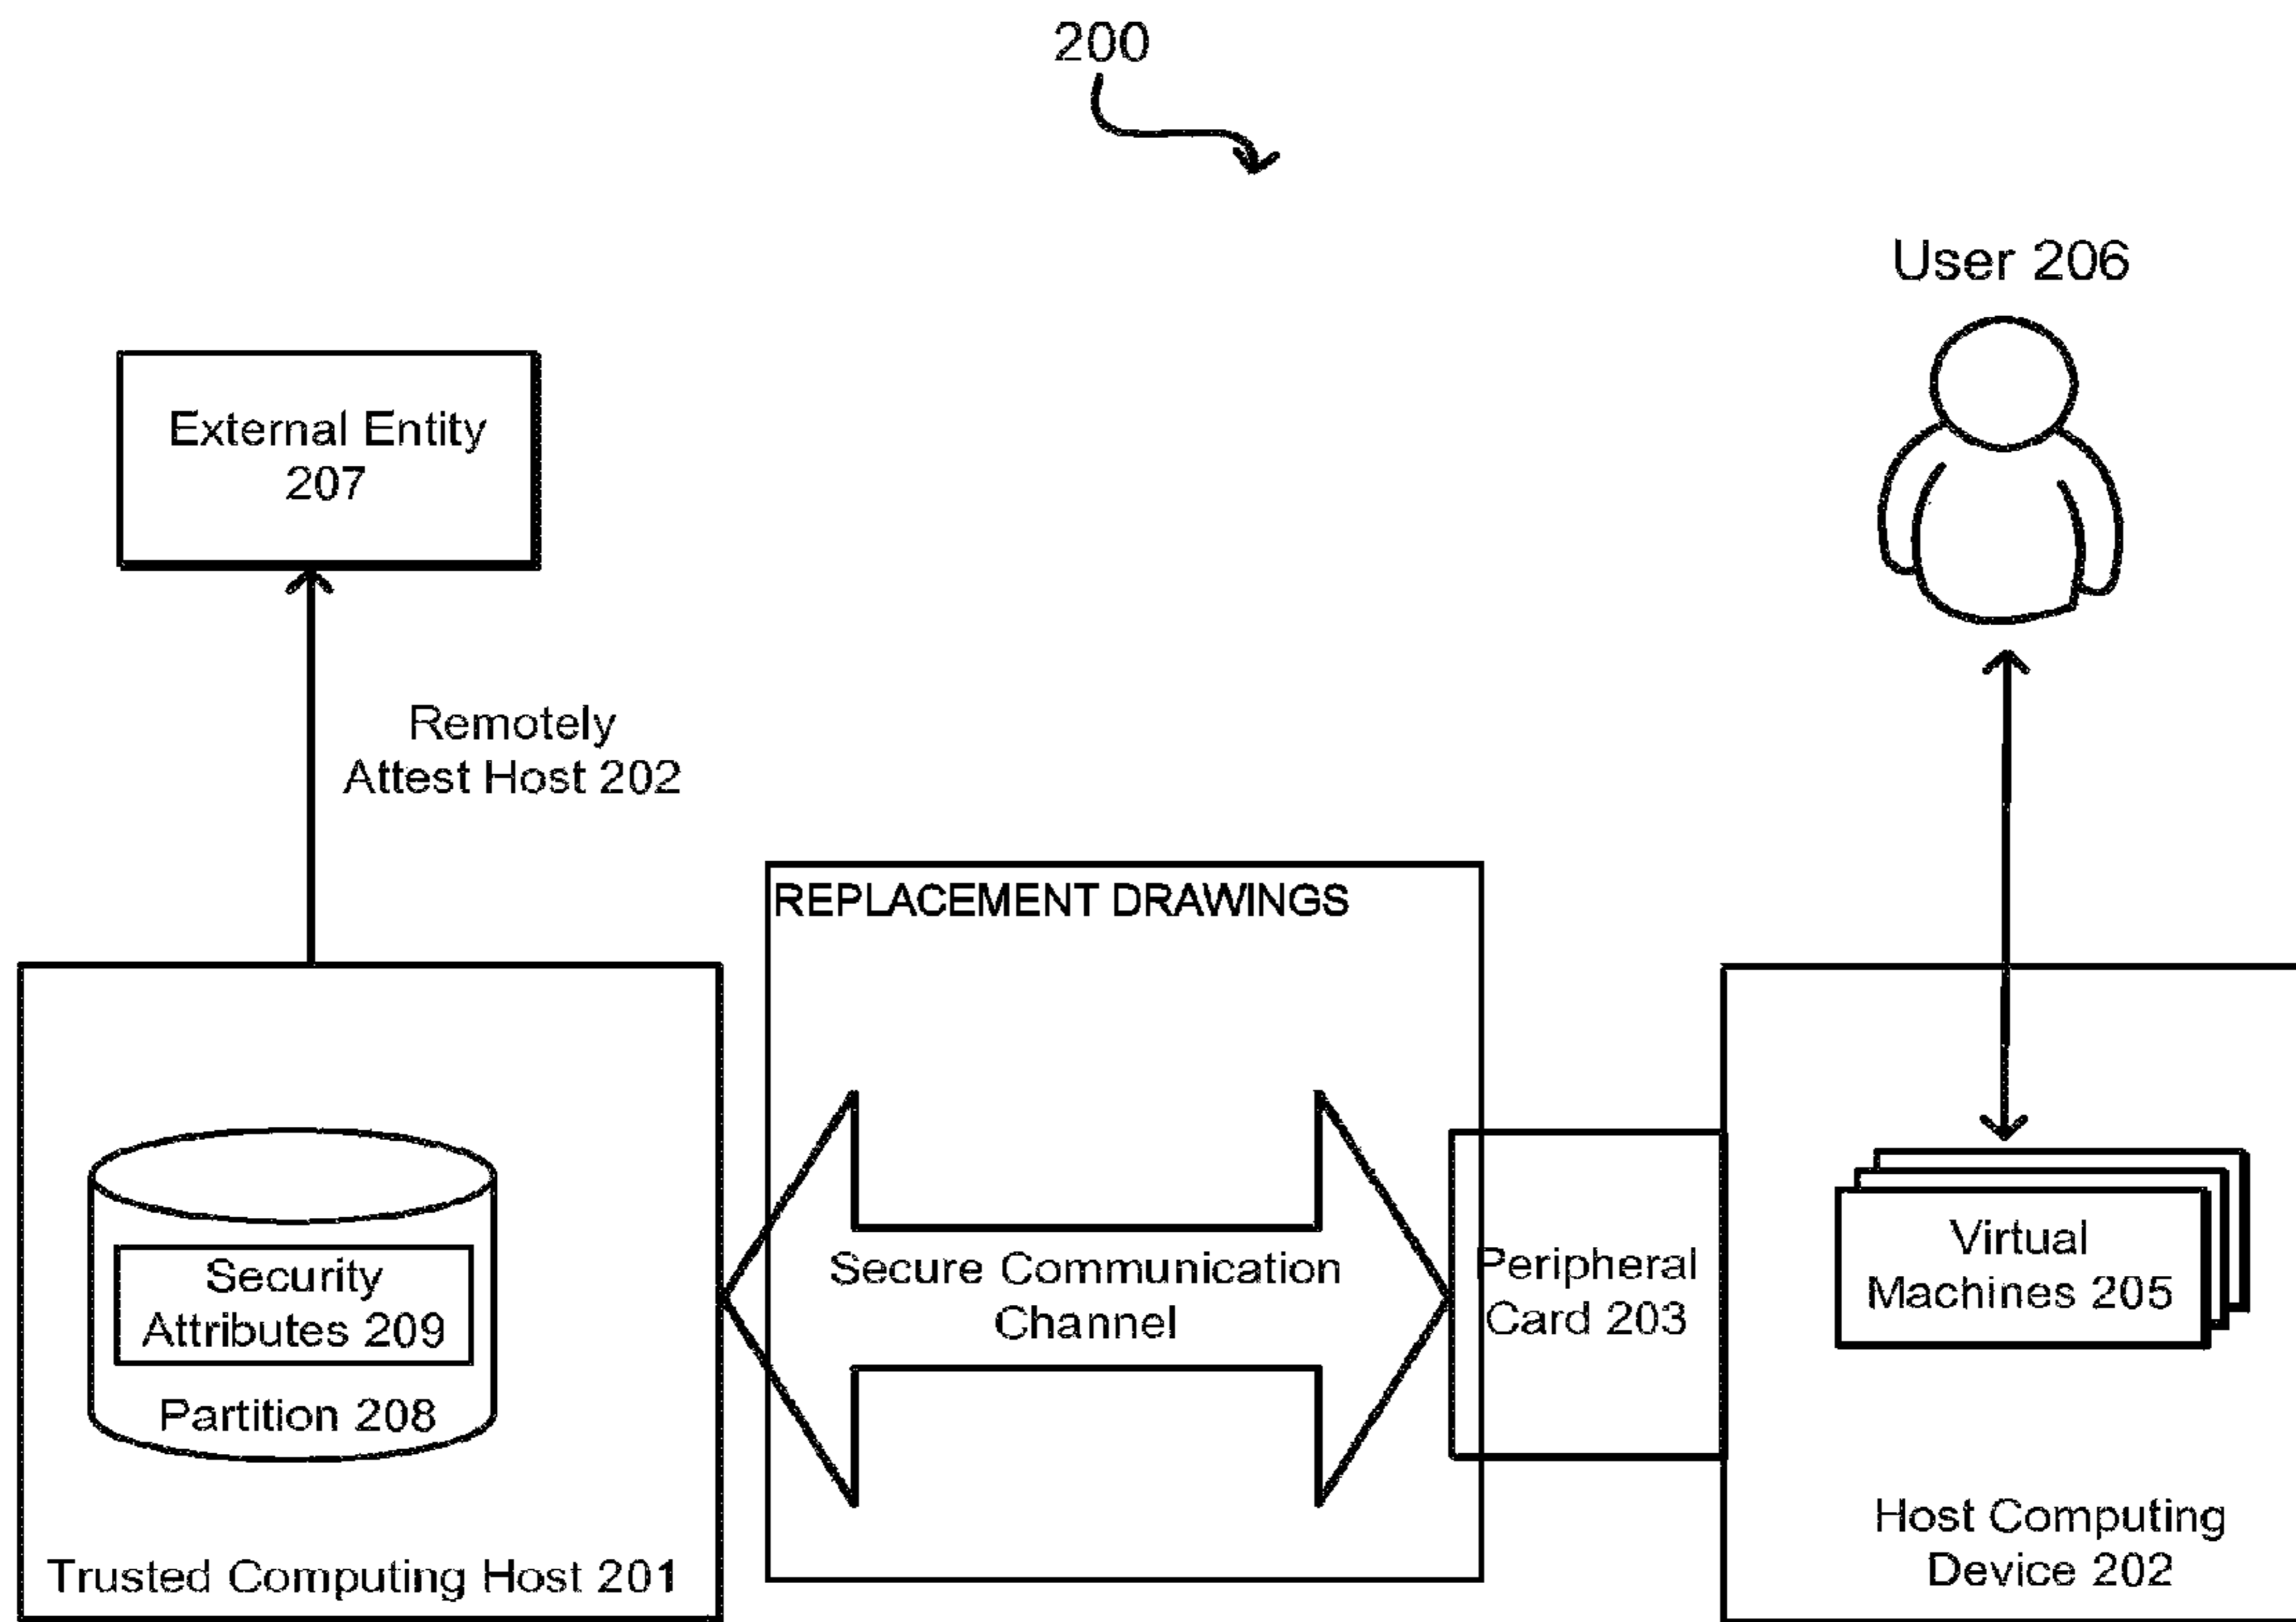 200
User 206
External Entity
207
Remotely
Attest Host 202
REPLACEMENT DRAWINGS
Security
Attributes 209
Partition 208
Trusted Computing Host 201
Secure Communication
Channel
Peripheral
Card 203
Virtual
Machines 205
Host Computing
Device 202